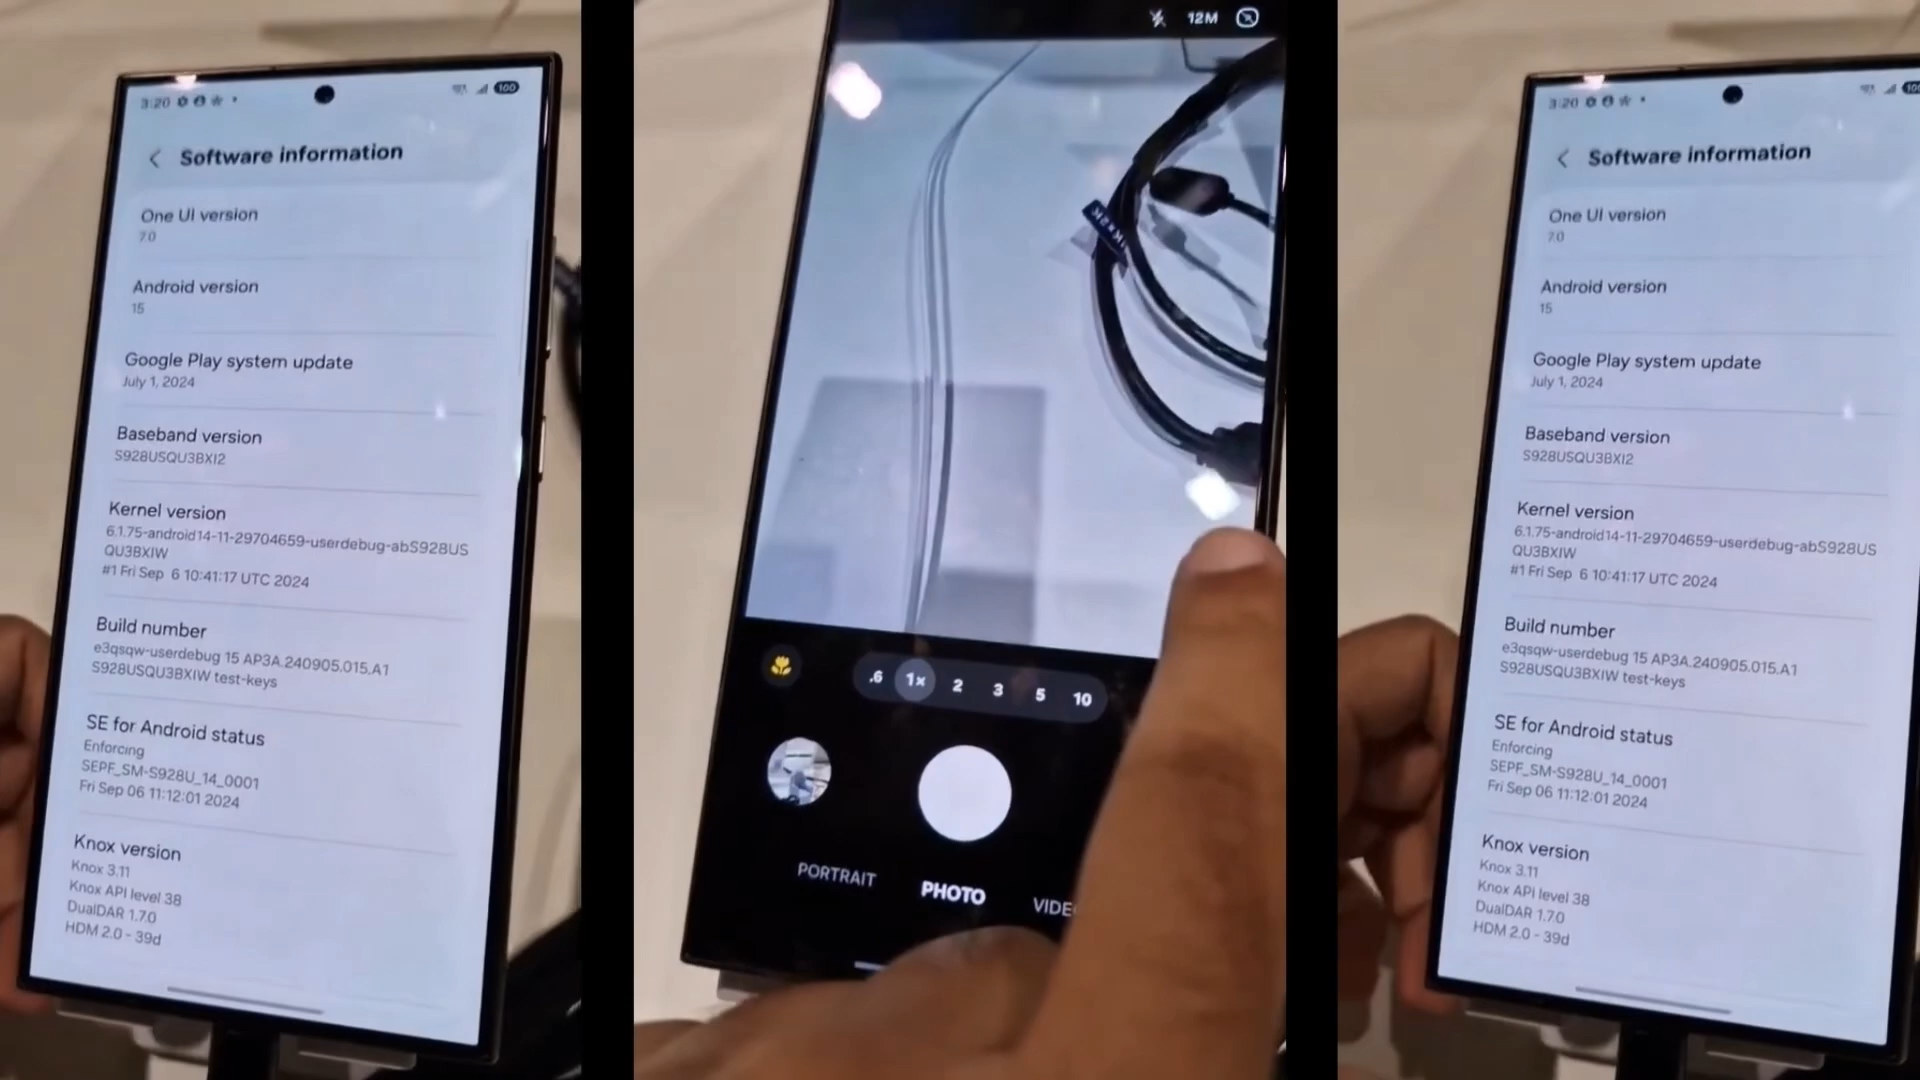 3:20
100
Software information
One UI version
7.0
Android version
15
Google Play system update
July 1, 2024
Baseband version
S928USQU3BXI2
Kernel version
6.1.75-android14-11-29704659-userdebug-abS928US
QU3BXIW
#1 Fri Sep 6 10:41:17 UTC 2024
Build number
e3qsqw-userdebug 15 AP3A.240905.015.A1
S928USQU3BXIW test-keys
SE for Android status
Enforcing
SEPF_SM-S928U_14_0001
Fri Sep 06 11:12:01 2024
Knox version
Knox 3.11
Knox API level 38
DualDAR 1.7.0
HDM 2.0 - 39d
12M
.6 1× 2 3 5 10
PORTRAIT PHOTO VIDE
3:20
Software information
One UI version
7.0
Android version
15
Google Play system update
July 1, 2024
Baseband version
S928USQU3BXI2
Kernel version
6.1.75-android14-11-29704659-userdebug-abS928US
QU3BXIW
#1 Fri Sep 6 10:41:17 UTC 2024
Build number
e3qsqw-userdebug 15 AP3A.240905.015.A1
S928USQU3BXIW test-keys
SE for Android status
Enforcing
SEPF_SM-S928U_14_0001
Fri Sep 06 11:12:01 2024
Knox version
Knox 3.11
Knox API level 38
DualDAR 1.7.0
HDM 2.0 - 39d